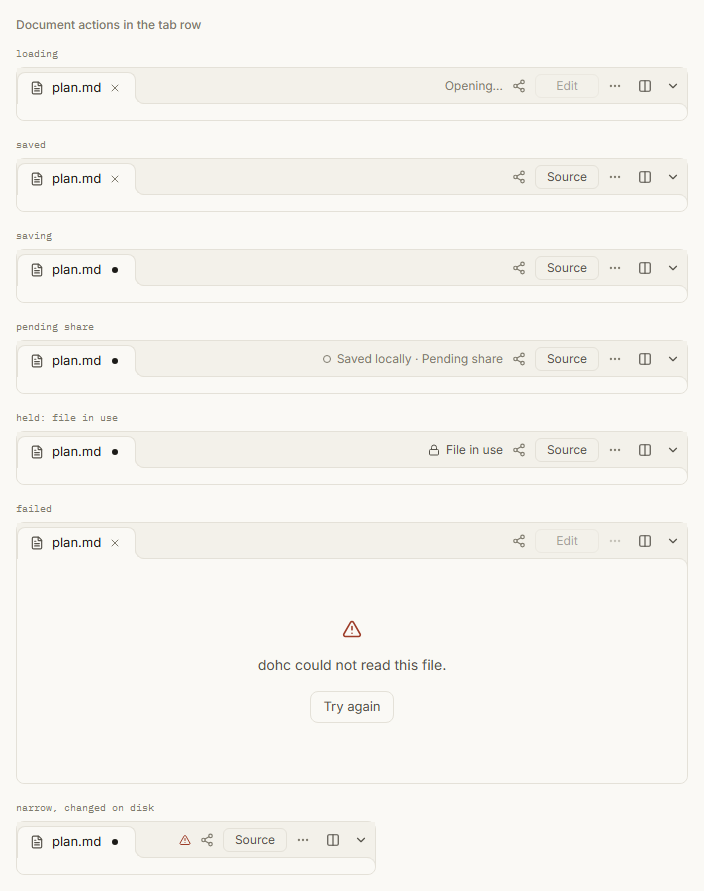 Document actions in the tab row
loading
plan.md Opening... Edit
saved
plan.md Source
saving
plan.md Source
pending share
plan.md Saved locally · Pending share Source
held: file in use
plan.md File in use Source
failed
plan.md Edit
dohc could not read this file.
Try again
narrow, changed on disk
plan.md Source